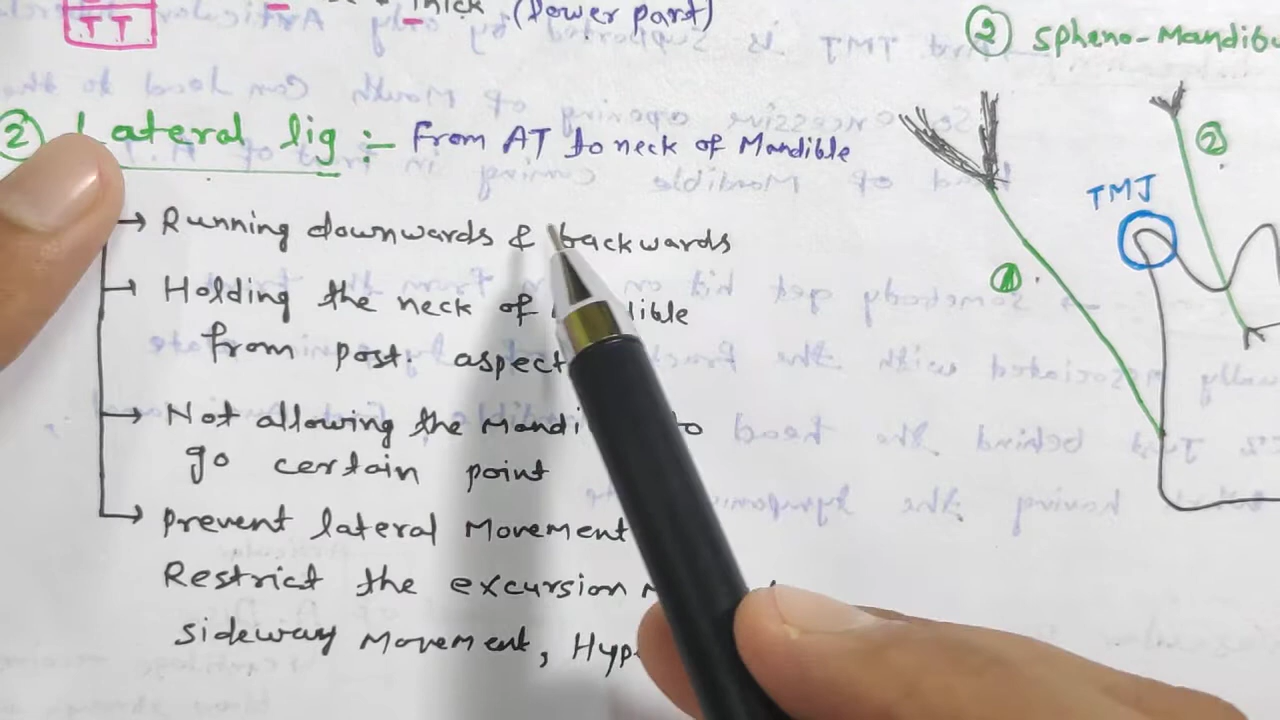 Thick (lower part)
TT
② Spheno-Mandibu
② Lateral lig :- From AT to neck of Mandible
→ Running downwards & backwards
→ Holding the neck of dible
from post. aspect
→ Not allowing the Mandi to
go certain point
→ Prevent lateral Movement
Restrict the excursion
sideway Movement, Hyp
TMJ
①
②